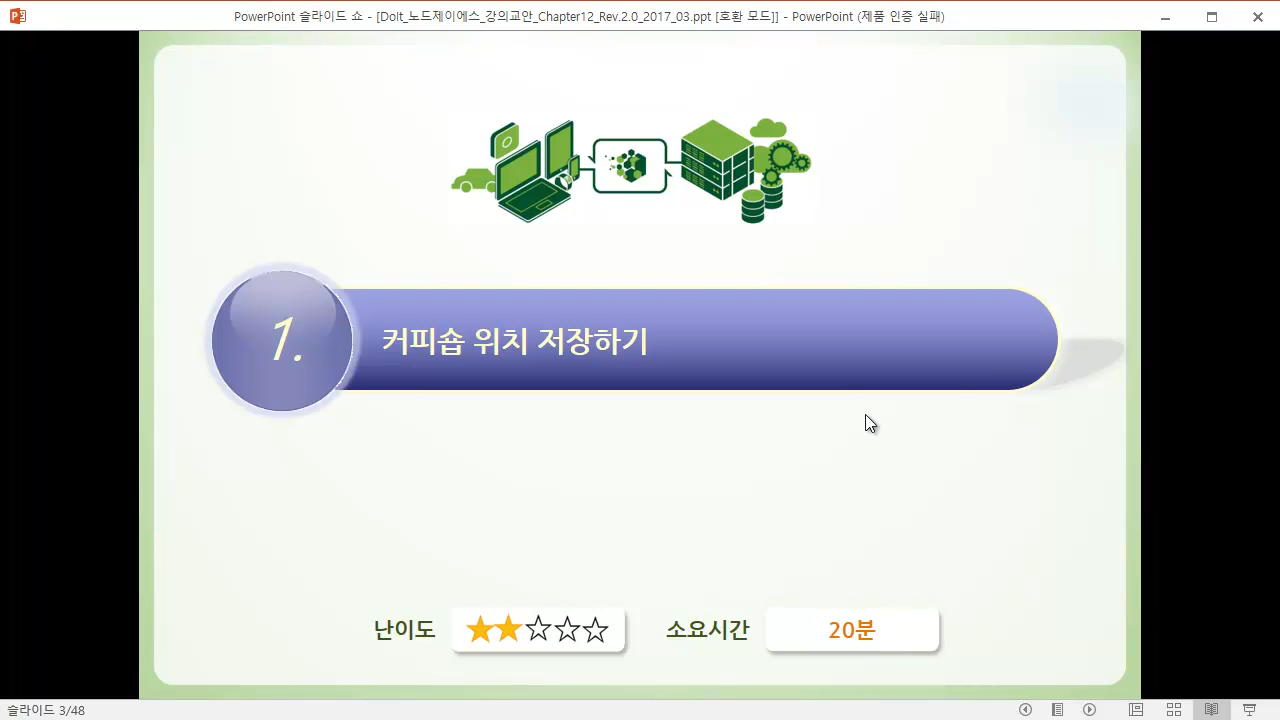 PowerPoint 슬라이드 쇼 - [DoIt_노드제이에스_강의교안_Chapter12_Rev.2.0_2017_03.ppt [호환 모드]] - PowerPoint (제품 인증 실패)
1.
커피숍 위치 저장하기
난이도
소요시간
20분
슬라이드 3/48